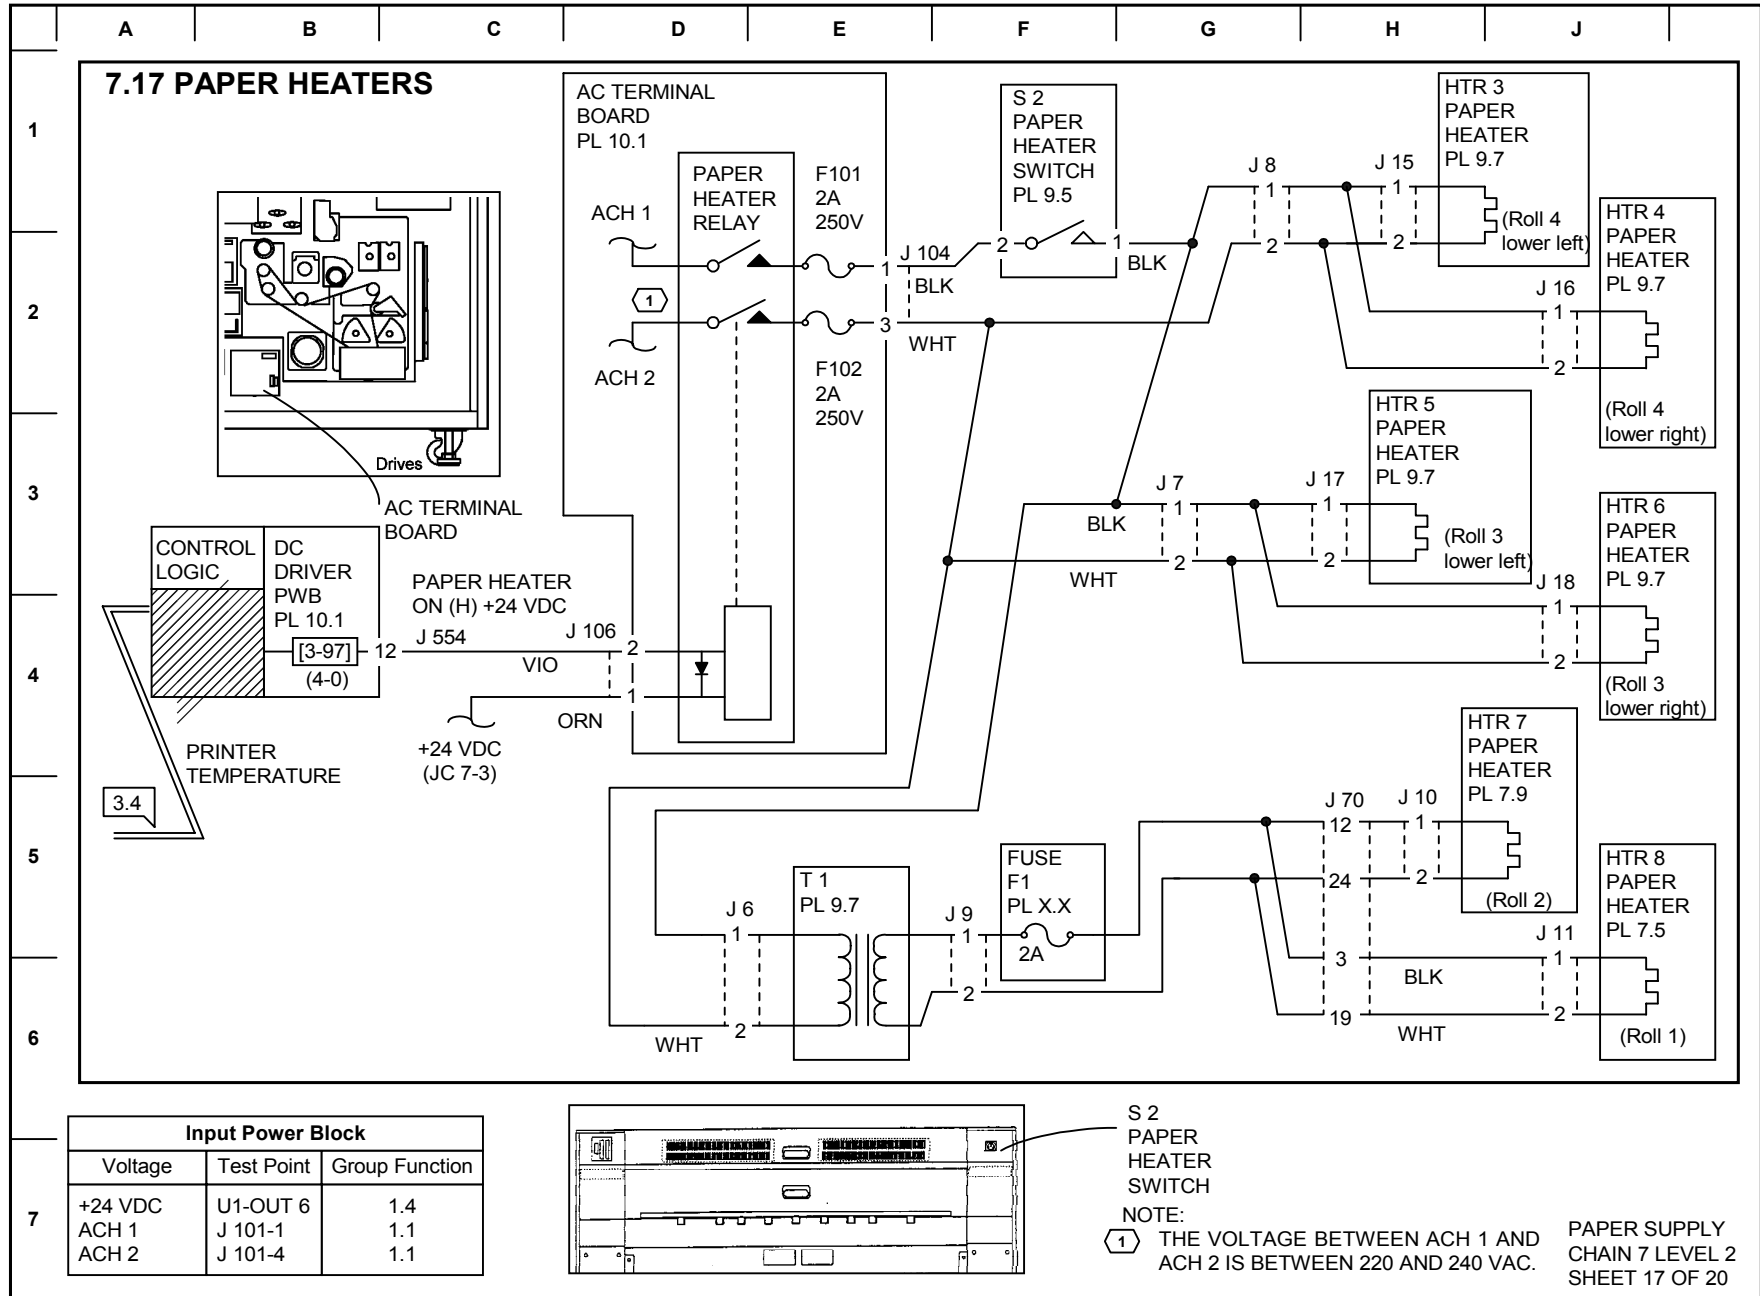 A B C D E F G H J
1
2
3
4
5
6
7
7.17 PAPER HEATERS
Drives
AC TERMINAL
BOARD
CONTROL
LOGIC
DC
DRIVER
PWB
PL 10.1
[3-97]
(4-0)
12
J 554
PAPER HEATER
ON (H) +24 VDC
VIO
J 106
2
1
ORN
+24 VDC
(JC 7-3)
PRINTER
TEMPERATURE
3.4
AC TERMINAL
BOARD
PL 10.1
PAPER
HEATER
RELAY
F101
2A
250V
ACH 1
1
ACH 2
F102
2A
250V
1
J 104
BLK
3
WHT
S 2
PAPER
HEATER
SWITCH
PL 9.5
2
1
BLK
J 8
1
2
J 15
1
2
HTR 3
PAPER
HEATER
PL 9.7
(Roll 4
lower left)
HTR 4
PAPER
HEATER
PL 9.7
J 16
1
2
(Roll 4
lower right)
BLK
WHT
J 7
1
2
J 17
1
2
HTR 5
PAPER
HEATER
PL 9.7
(Roll 3
lower left)
HTR 6
PAPER
HEATER
PL 9.7
J 18
1
2
(Roll 3
lower right)
J 6
1
2
WHT
T 1
PL 9.7
J 9
1
2
FUSE
F1
PL X.X
2A
J 70
12
24
3
19
J 10
1
2
HTR 7
PAPER
HEATER
PL 7.9
(Roll 2)
BLK
WHT
J 11
1
2
HTR 8
PAPER
HEATER
PL 7.5
(Roll 1)
Input Power Block
Voltage Test Point Group Function
+24 VDC U1-OUT 6 1.4
ACH 1 J 101-1 1.1
ACH 2 J 101-4 1.1
S 2
PAPER
HEATER
SWITCH
NOTE:
1 THE VOLTAGE BETWEEN ACH 1 AND
ACH 2 IS BETWEEN 220 AND 240 VAC.
PAPER SUPPLY
CHAIN 7 LEVEL 2
SHEET 17 OF 20